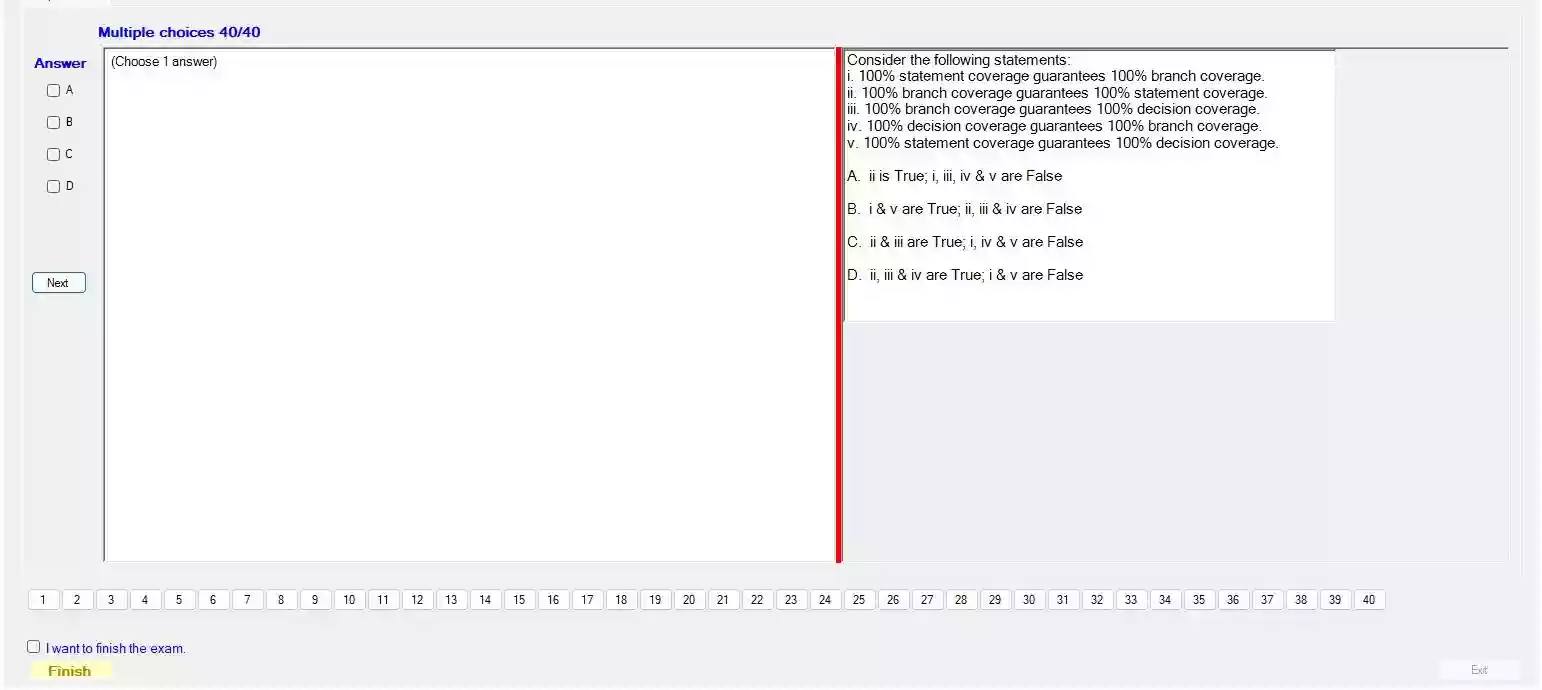 Multiple choices 40/40
Answer
(Choose 1 answer)
A
B
C
D
Next
Consider the following statements:
i. 100% statement coverage guarantees 100% branch coverage.
ii. 100% branch coverage guarantees 100% statement coverage.
iii. 100% branch coverage guarantees 100% decision coverage.
iv. 100% decision coverage guarantees 100% branch coverage.
v. 100% statement coverage guarantees 100% decision coverage.
A. ii is True; i, iii, iv & v are False
B. i & v are True; ii, iii & iv are False
C. ii & iii are True; i, iv & v are False
D. ii, iii & iv are True; i & v are False
1 2 3 4 5 6 7 8 9 10 11 12 13 14 15 16 17 18 19 20 21 22 23 24 25 26 27 28 29 30 31 32 33 34 35 36 37 38 39 40
I want to finish the exam.
Finish
Exit